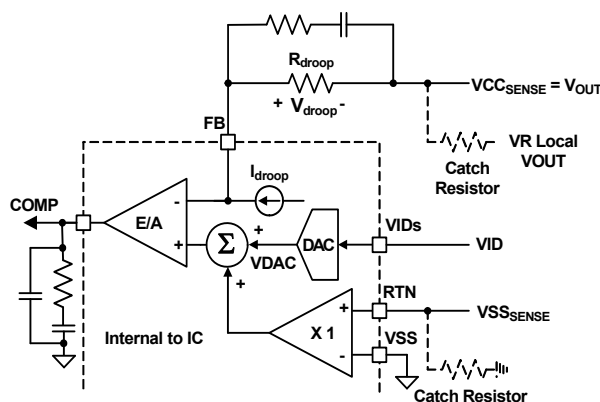 Rdroop
+ Vdroop -
VCCSENSE = VOUT
FB
VR Local
VOUT
Catch
Resistor
Idroop
COMP
E/A
-
+
Σ
+
+
VDAC
DAC
VIDs
VID
RTN
VSSSENSE
+
X 1
-
VSS
Internal to IC
Catch Resistor